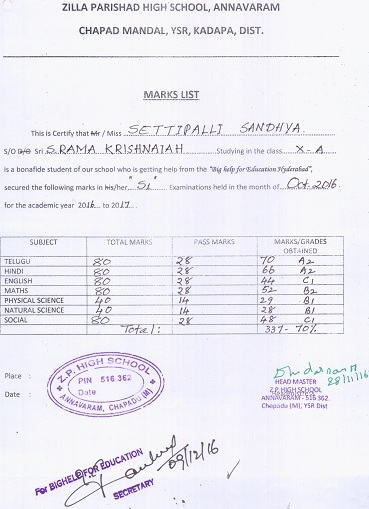 ZILLA PARISHAD HIGH SCHOOL, ANNAVARAM
CHAPAD MANDAL, YSR, KADAPA, DIST.
MARKS LIST
This is Certify that Mr / Miss SETTIPALLI SANDHYA.
S/O D/O Sri S. RAMA KRISHNAIAH Studying in the class X - A
is a bonafide student of our school who is getting help from the "Big help for Education Hyderabad",
secured the following marks in his/her "S1" Examinations held in the month of Oct-2016
for the academic year 2016 to 2017.
SUBJECT TOTAL MARKS PASS MARKS MARKS/GRADES OBTAINED
TELUGU 80 28 70 A2
HINDI 80 28 66 A2
ENGLISH 80 28 44 C1
MATHS 80 28 52 B2
PHYSICAL SCIENCE 40 14 29 B1
NATURAL SCIENCE 40 14 28 B1
SOCIAL 80 28 48 C1
Total: 337 - 70%
Place :
Date :
Z.P. HIGH SCHOOL
PIN 516 362
Date
ANNAVARAM, CHAPADU (M)
28/11/16
HEAD MASTER
Z.P. HIGH SCHOOL
ANNAVARAM - 516 362.
Chapadu (M), YSR Dist
For BIGHELP FOR EDUCATION
09/12/16
SECRETARY